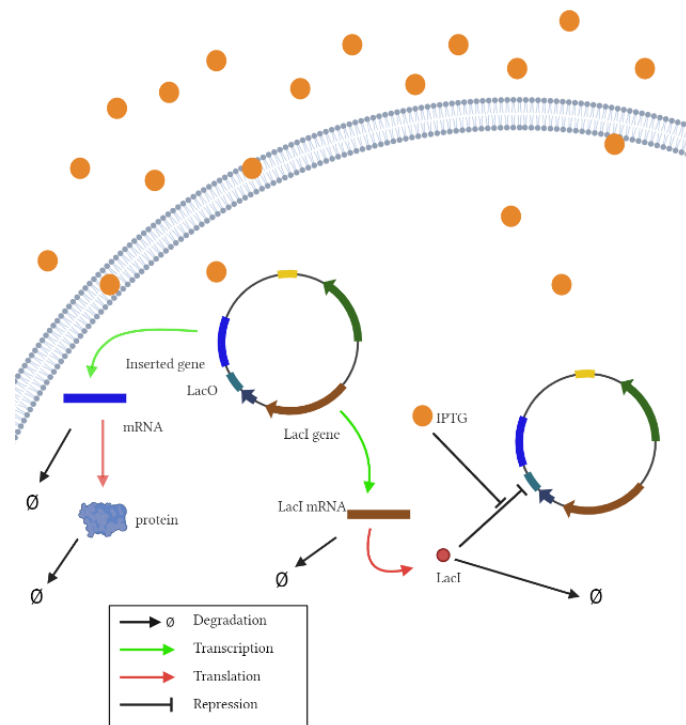 Inserted gene
LacO
mRNA
LacI gene
IPTG
LacI mRNA
protein
LacI
Ø
Ø
Ø
Ø
Ø Degradation
Transcription
Translation
Repression